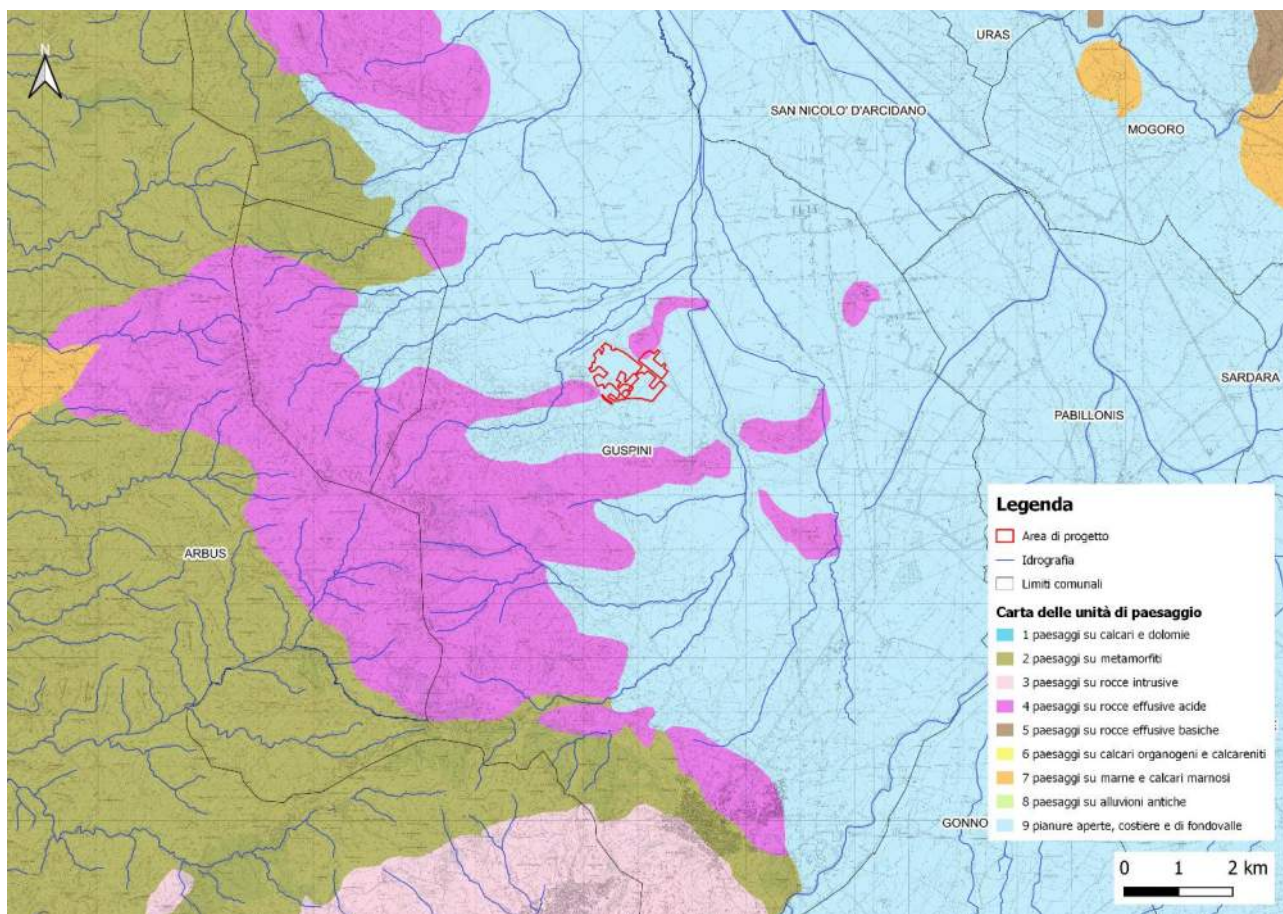 N
URAS
SAN NICOLO' D'ARCIDANO
MOGORO
SARDARA
PABILLONIS
GUSPINI
ARBUS
GONNO
Legenda
Area di progetto
Idrografia
Limiti comunali
Carta delle unità di paesaggio
1 paesaggi su calcari e dolomie
2 paesaggi su metamorfiti
3 paesaggi su rocce intrusive
4 paesaggi su rocce effusive acide
5 paesaggi su rocce effusive basiche
6 paesaggi su calcari organogeni e calcareniti
7 paesaggi su marne e calcari marnosi
8 paesaggi su alluvioni antiche
9 pianure aperte, costiere e di fondovalle
0 1 2 km